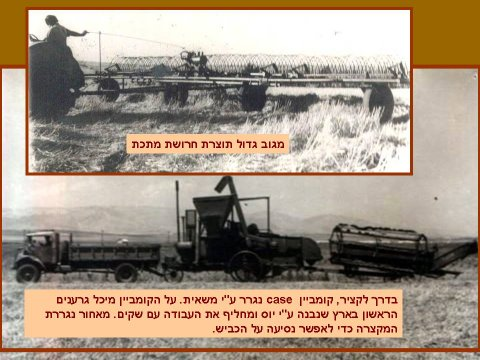 מגוב גדול תוצרת חרושת מתכת
בדרך לקציר, קומביין case נגרר ע"י משאית. על הקומביין מיכל גרענים
הראשון בארץ שנבנה ע"י יוס ומחליף את העבודה עם שקים. מאחור נגררת
המקצרה כדי לאפשר נסיעה על הכביש.